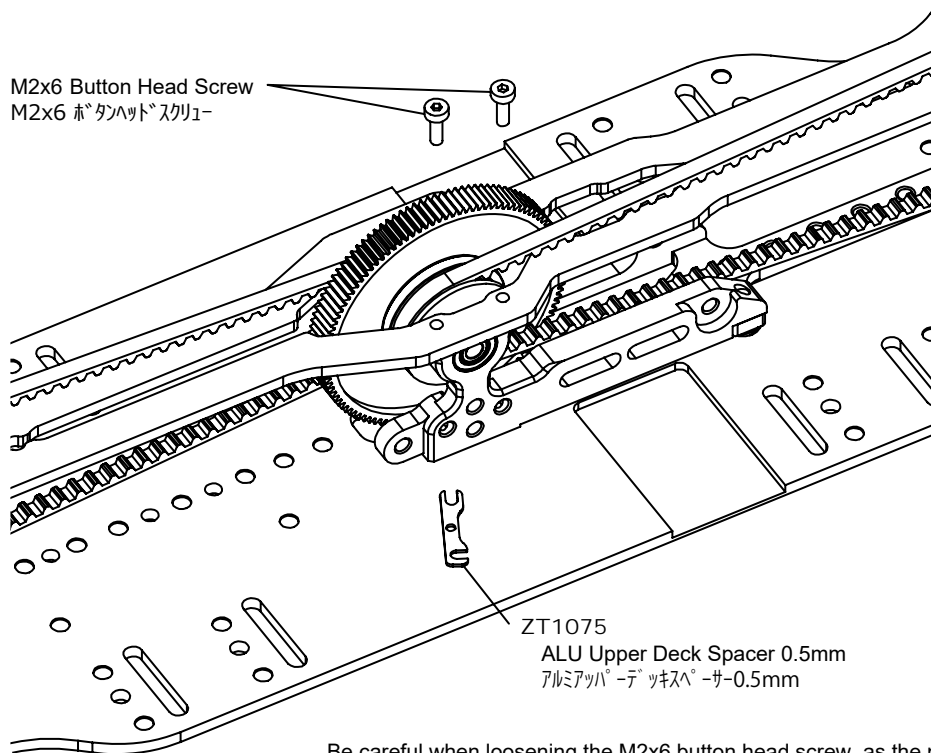 M2x6 Button Head Screw
M2x6 ﾎﾞﾀﾝﾍｯﾄﾞｽｸﾘｭｰ
ZT1075
ALU Upper Deck Spacer 0.5mm
ｱﾙﾐｱｯﾊﾟｰﾃﾞｯｷｽﾍﾟｰｻｰ0.5mm
Be careful when loosening the M2x6 button head screw, as the